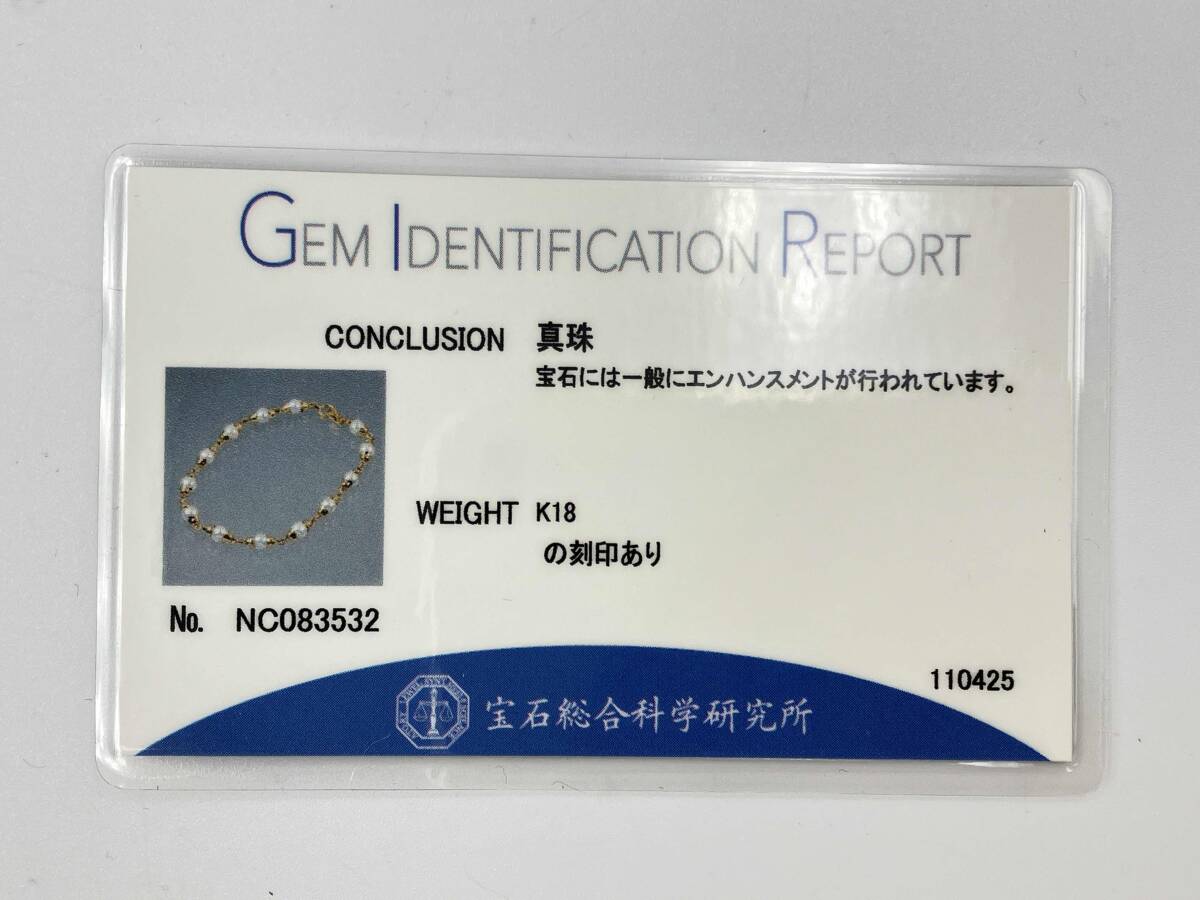 GEM IDENTIFICATION REPORT
CONCLUSION 真珠
宝石には一般にエンハンスメントが行われています。
WEIGHT K18
の刻印あり
No. NC083532
110425
宝石総合科学研究所